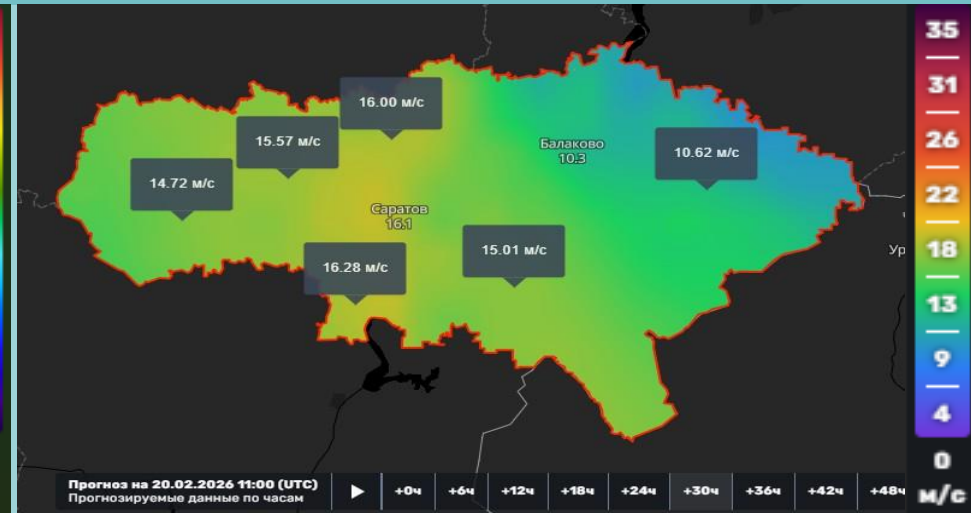 16.00 м/с
15.57 м/с
14.72 м/с
Балаково
10.3
10.62 м/с
Саратов
16.1
15.01 м/с
16.28 м/с
Ур
35
31
26
22
18
13
9
4
0
м/с
Прогноз на 20.02.2026 11:00 (UTC)
Прогнозируемые данные по часам
+0ч +6ч +12ч +18ч +24ч +30ч +36ч +42ч +48ч